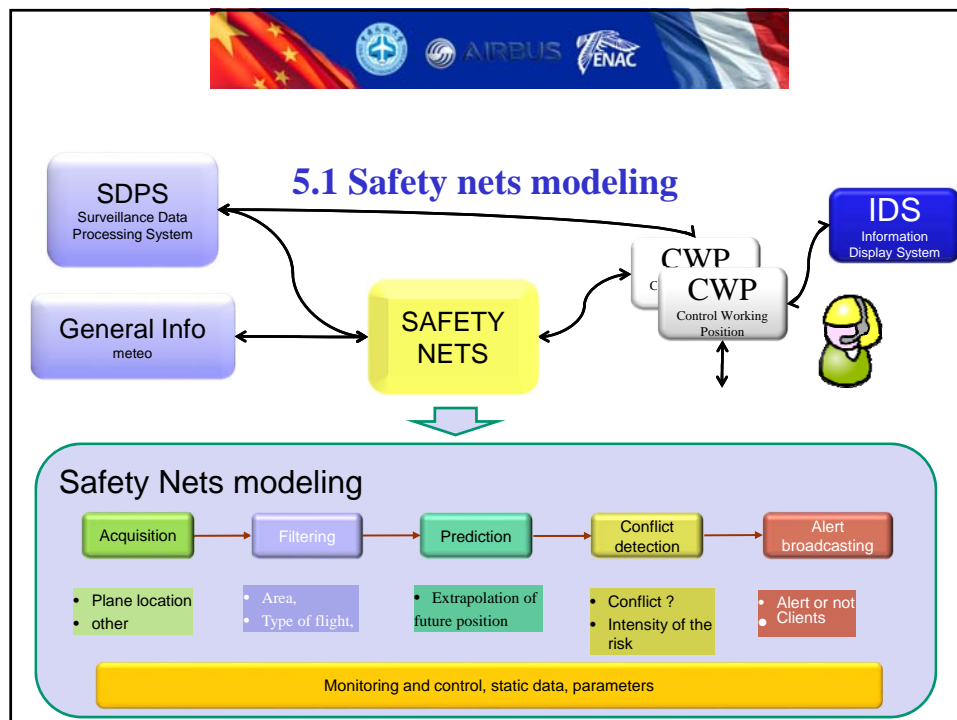 AIRBUS
ENAC
5.1 Safety nets modeling
SDPS
Surveillance Data
Processing System
General Info
meteo
SAFETY
NETS
CWP
C
CWP
Control Working
Position
IDS
Information
Display System
Safety Nets modeling
Acquisition
Filtering
Prediction
Conflict
detection
Alert
broadcasting
• Plane location
• other
• Area,
• Type of flight,
• Extrapolation of
future position
• Conflict ?
• Intensity of the
risk
• Alert or not
• Clients
Monitoring and control, static data, parameters